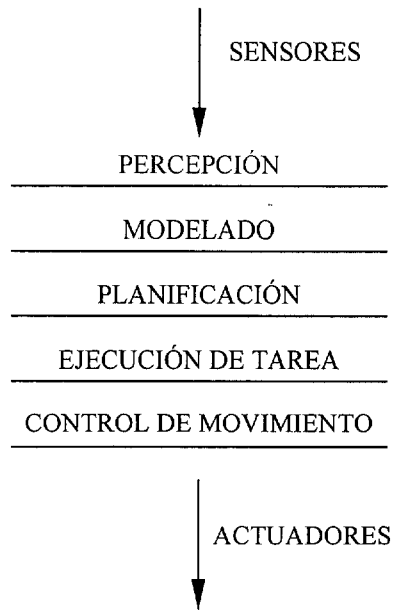 SENSORES
PERCEPCIÓN
MODELADO
PLANIFICACIÓN
EJECUCIÓN DE TAREA
CONTROL DE MOVIMIENTO
ACTUADORES